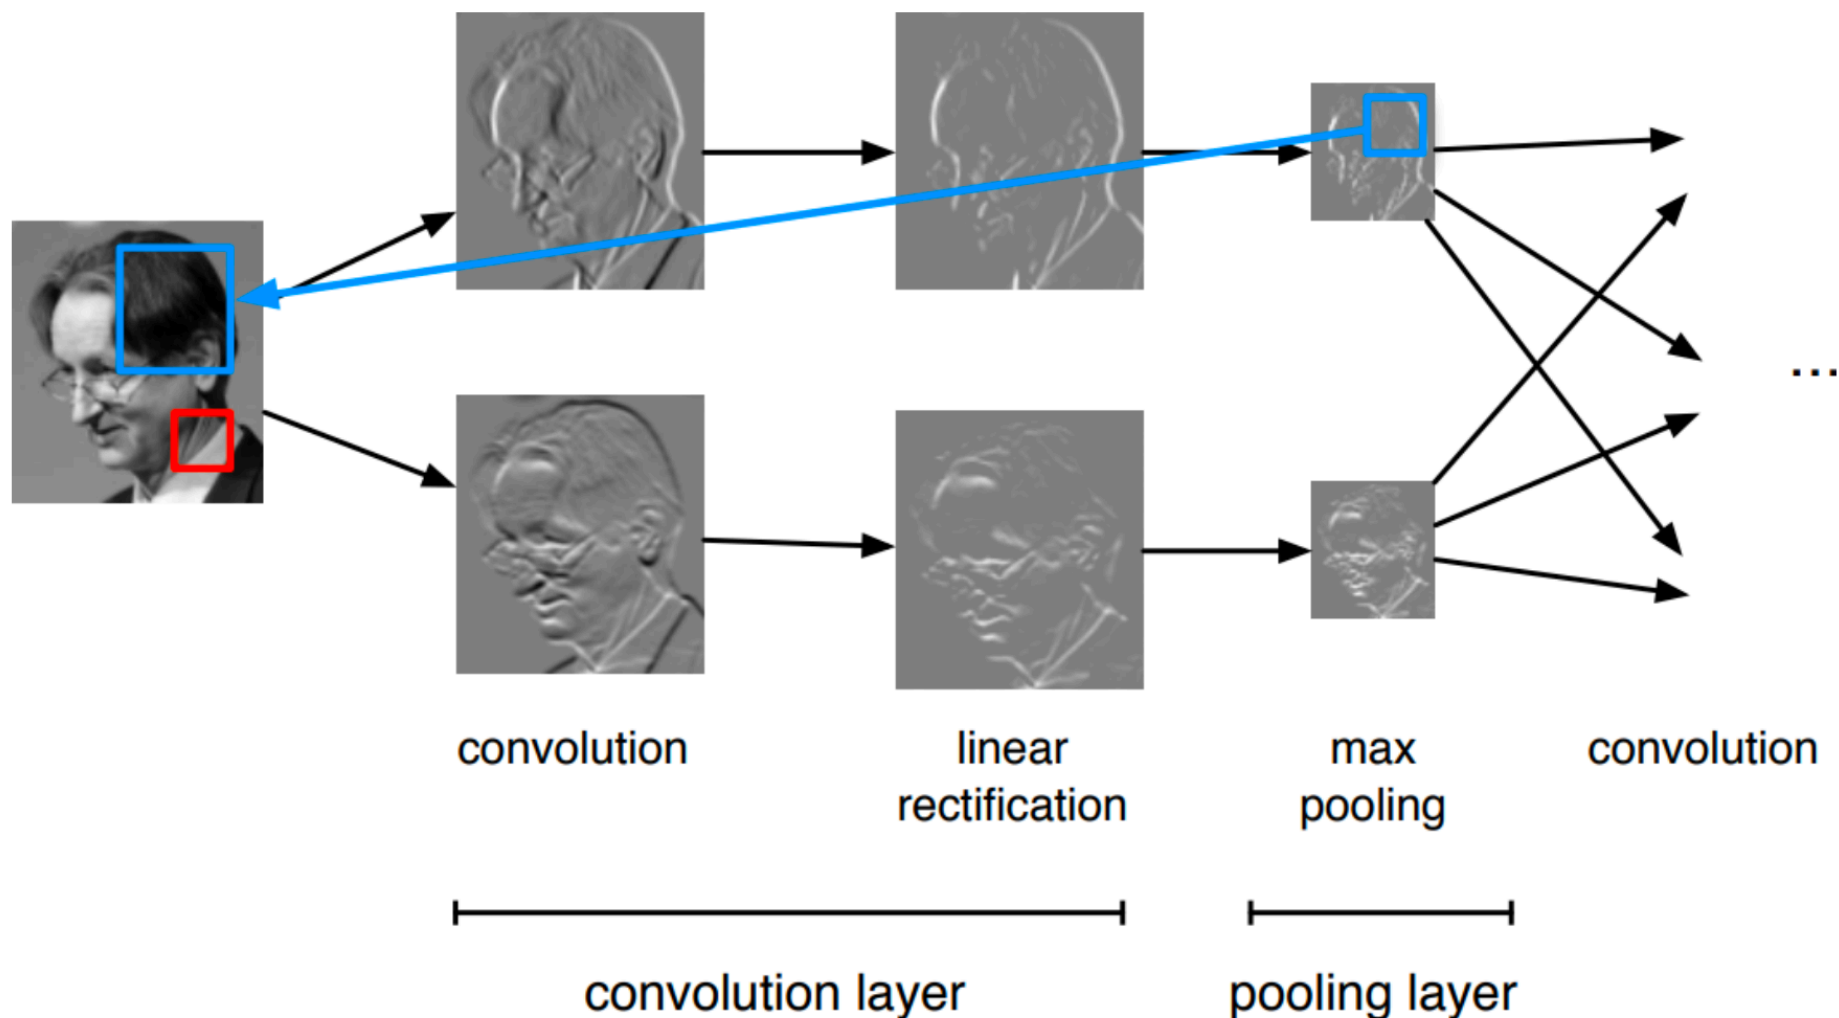 ...
convolution
linear
rectification
max
pooling
convolution
convolution layer
pooling layer